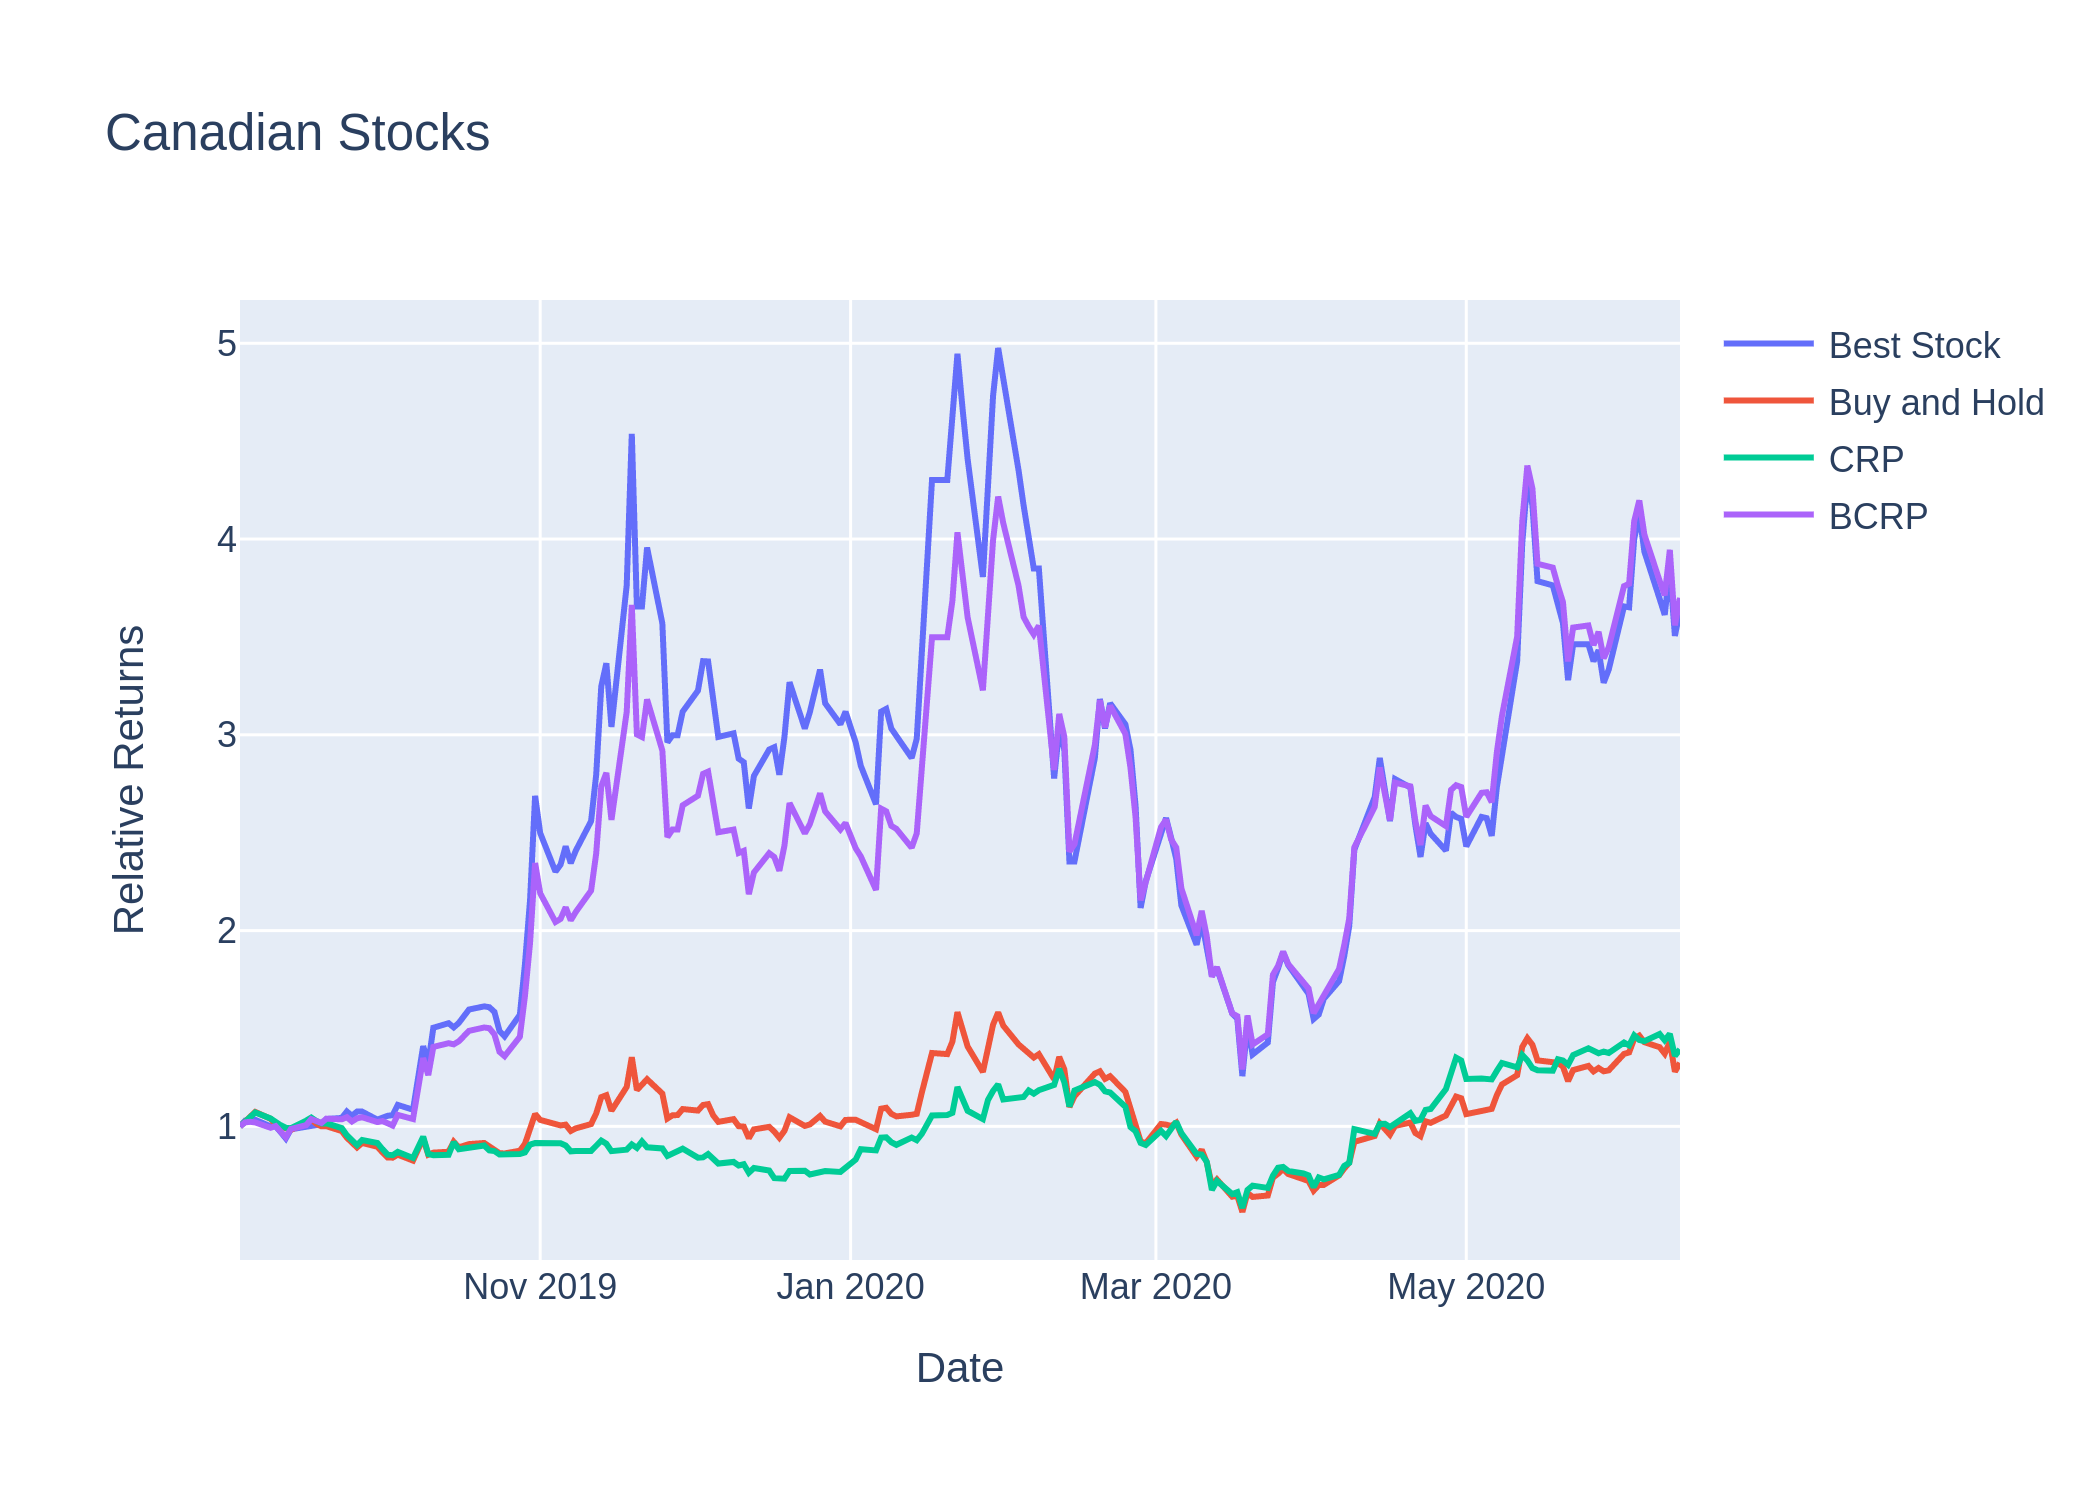 Canadian Stocks
5
4
3
2
1
Relative Returns
Nov 2019
Jan 2020
Mar 2020
May 2020
Date
Best Stock
Buy and Hold
CRP
BCRP